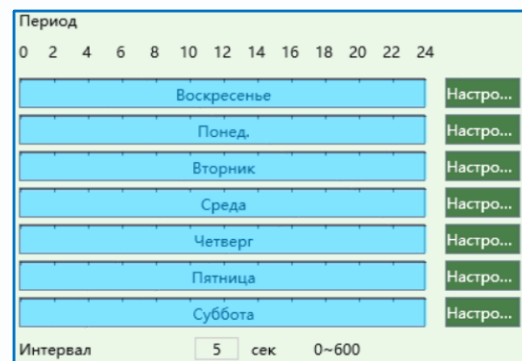 Период
0 2 4 6 8 10 12 14 16 18 20 22 24
Воскресенье Настро...
Понед. Настро...
Вторник Настро...
Среда Настро...
Четверг Настро...
Пятница Настро...
Суббота Настро...
Интервал 5 сек 0~600